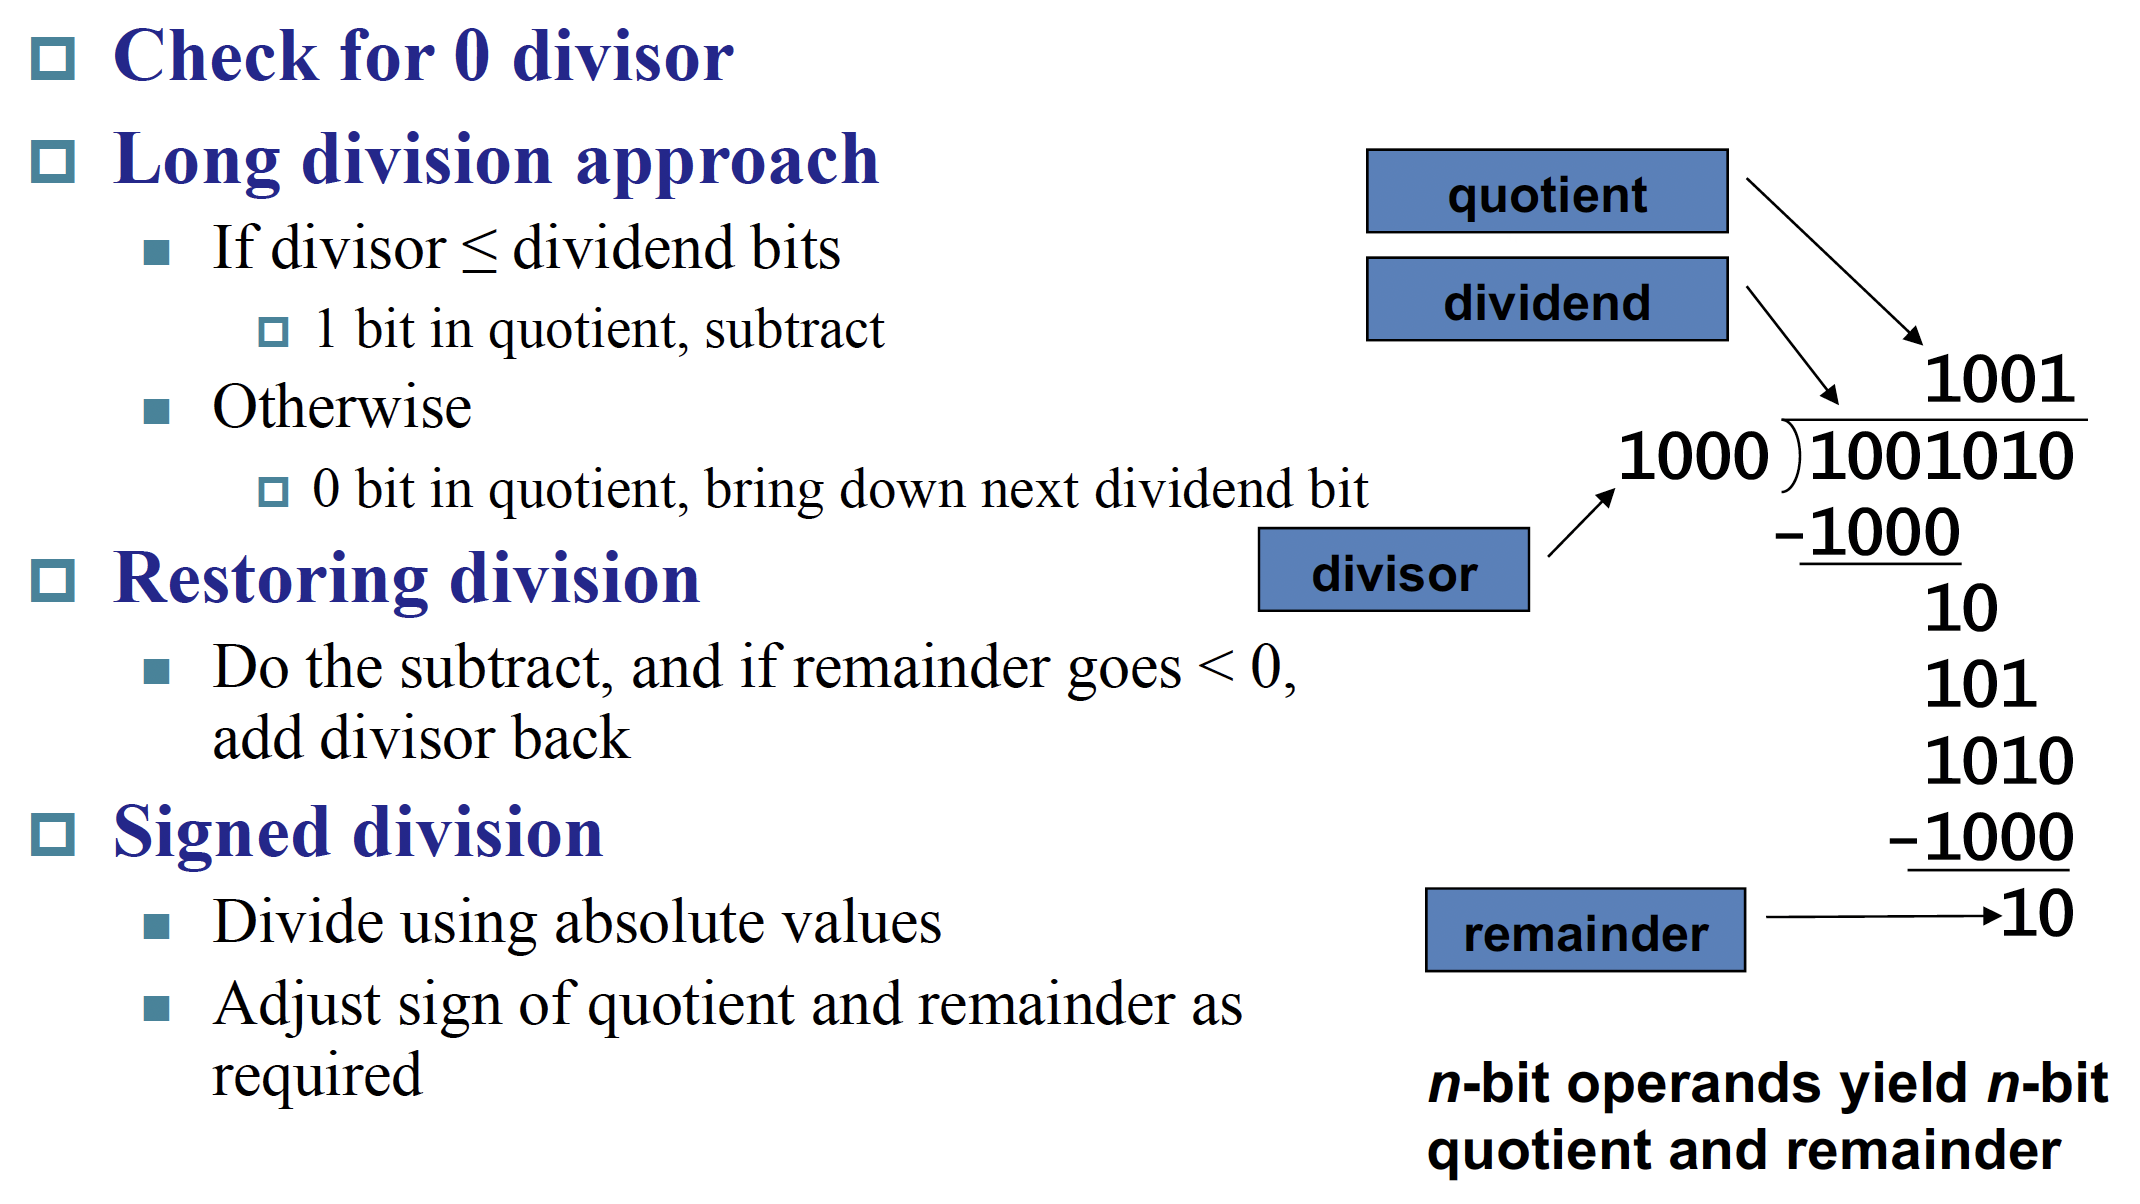 Check for 0 divisor
Long division approach
If divisor ≤ dividend bits
1 bit in quotient, subtract
Otherwise
0 bit in quotient, bring down next dividend bit
Restoring division
Do the subtract, and if remainder goes < 0,
add divisor back
Signed division
Divide using absolute values
Adjust sign of quotient and remainder as
required
quotient
dividend
1001
1000 1001010
-1000
divisor
10
101
1010
-1000
remainder
10
n-bit operands yield n-bit
quotient and remainder